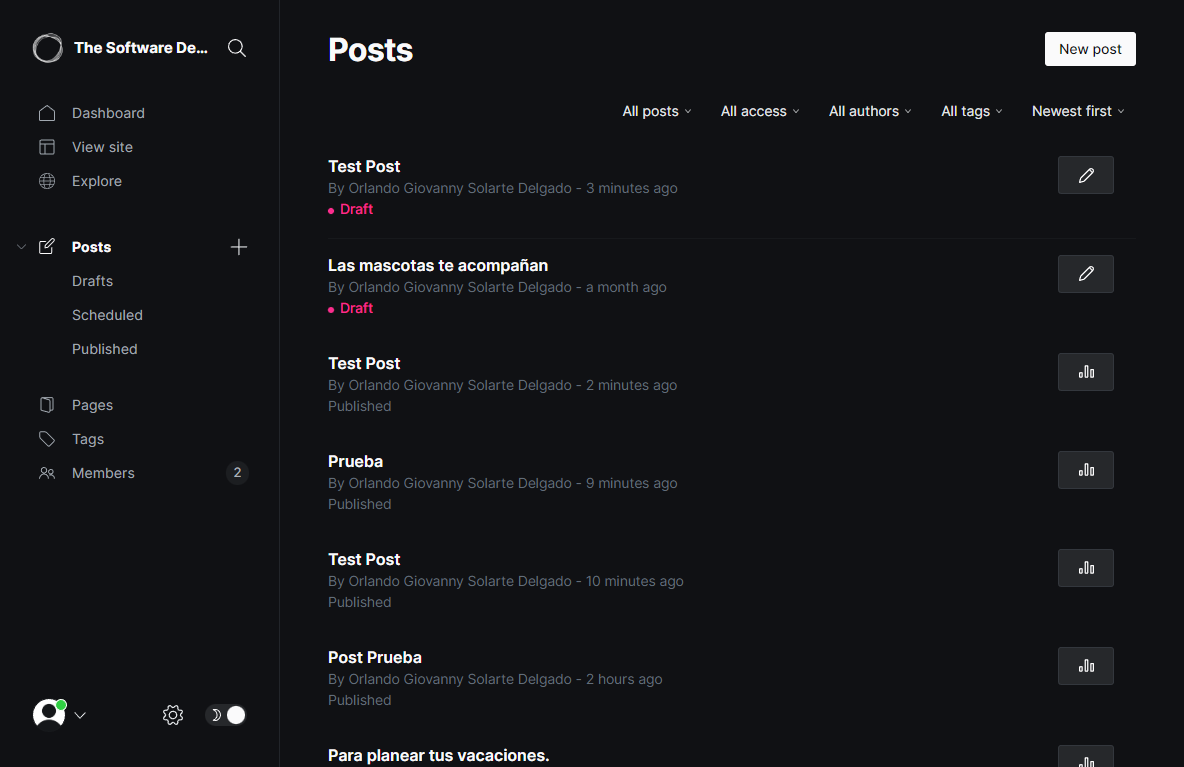 The Software De...
Dashboard
View site
Explore
Posts
Drafts
Scheduled
Published
Pages
Tags
Members 2
Posts
New post
All posts All access All authors All tags Newest first
Test Post
By Orlando Giovanny Solarte Delgado - 3 minutes ago
Draft
Las mascotas te acompañan
By Orlando Giovanny Solarte Delgado - a month ago
Draft
Test Post
By Orlando Giovanny Solarte Delgado - 2 minutes ago
Published
Prueba
By Orlando Giovanny Solarte Delgado - 9 minutes ago
Published
Test Post
By Orlando Giovanny Solarte Delgado - 10 minutes ago
Published
Post Prueba
By Orlando Giovanny Solarte Delgado - 2 hours ago
Published
Para planear tus vacaciones.